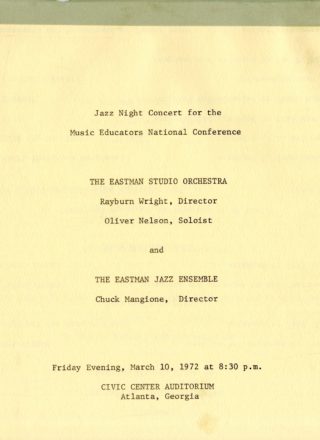 Jazz Night Concert for the
Music Educators National Conference
THE EASTMAN STUDIO ORCHESTRA
Rayburn Wright, Director
Oliver Nelson, Soloist
and
THE EASTMAN JAZZ ENSEMBLE
Chuck Mangione, Director
Friday Evening, March 10, 1972 at 8:30 p.m.
CIVIC CENTER AUDITORIUM
Atlanta, Georgia